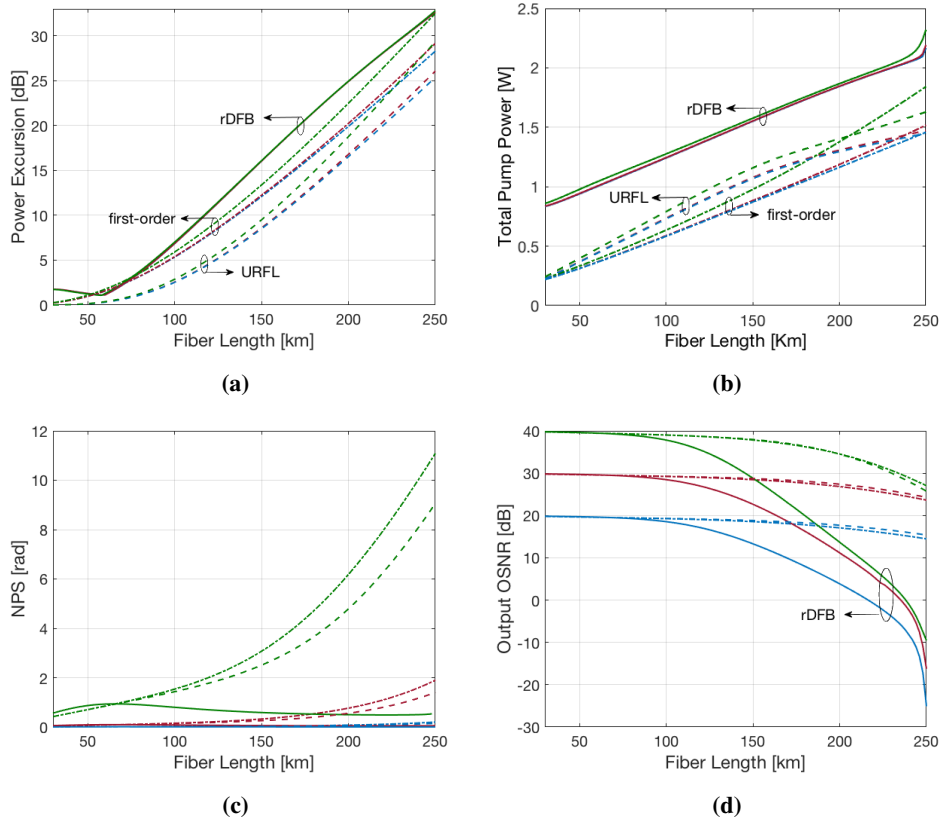 30
25
20
15
10
5
0
Power Excursion [dB]
rDFB
first-order
URFL
50
100
150
200
250
Fiber Length [km]
(a)
2.5
2
1.5
1
0.5
0
Total Pump Power [W]
rDFB
URFL
first-order
50
100
150
200
250
Fiber Length [Km]
(b)
12
10
8
6
4
2
0
NPS [rad]
50
100
150
200
250
Fiber Length [km]
(c)
40
30
20
10
0
-10
-20
-30
Output OSNR [dB]
rDFB
50
100
150
200
250
Fiber Length [km]
(d)